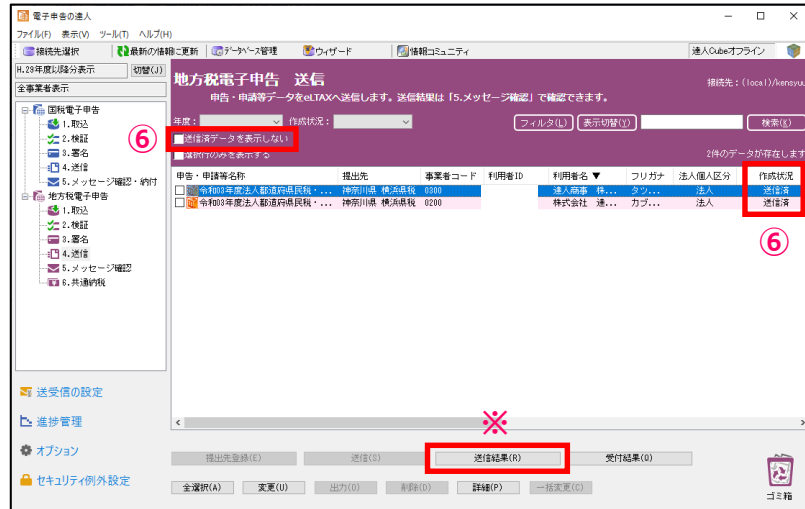 電子申告の達人
ファイル(F) 表示(V) ツール(T) ヘルプ(H)
接続先選択 最新の情報に更新 データベース管理 ウィザード 情報コミュニティ 達人Cubeオフライン
H.29年度以降分表示 切替(J)
全事業者表示
国税電子申告
1.取込
2.検証
3.署名
4.送信
5.メッセージ確認・納付
地方税電子申告
1.取込
2.検証
3.署名
4.送信
5.メッセージ確認
6.共通納税
送受信の設定
進捗管理
オプション
セキュリティ例外設定
地方税電子申告 送信
接続先：(local)/kensyu
申告・申請等データをeLTAXへ送信します。送信結果は「5.メッセージ確認」で確認できます。
年度： 作成状況： フィルタ(L) 表示切替(Y) 検索(K)
⑥ 送信済データを表示しない
選択行のみを表示する 2件のデータが存在します
申告・申請等名称 提出先 事業者コード 利用者ID 利用者名 ▼ フリガナ 法人個人区分 作成状況
令和03年度法人都道府県民税・... 神奈川県 横浜県税 0300 達人商事 株... タツ... 法人 送信済
令和03年度法人都道府県民税・... 神奈川県 横浜県税 0200 株式会社 達... カブ... 法人 送信済
⑥
※
提出先登録(E) 送信(S) 送信結果(R) 受付結果(Q)
全選択(A) 変更(U) 出力(O) 削除(D) 詳細(P) 一括変更(C)
ゴミ箱